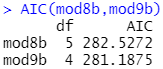 > AIC(mod8b,mod9b)
df AIC
mod8b 5 282.5272
mod9b 4 281.1875